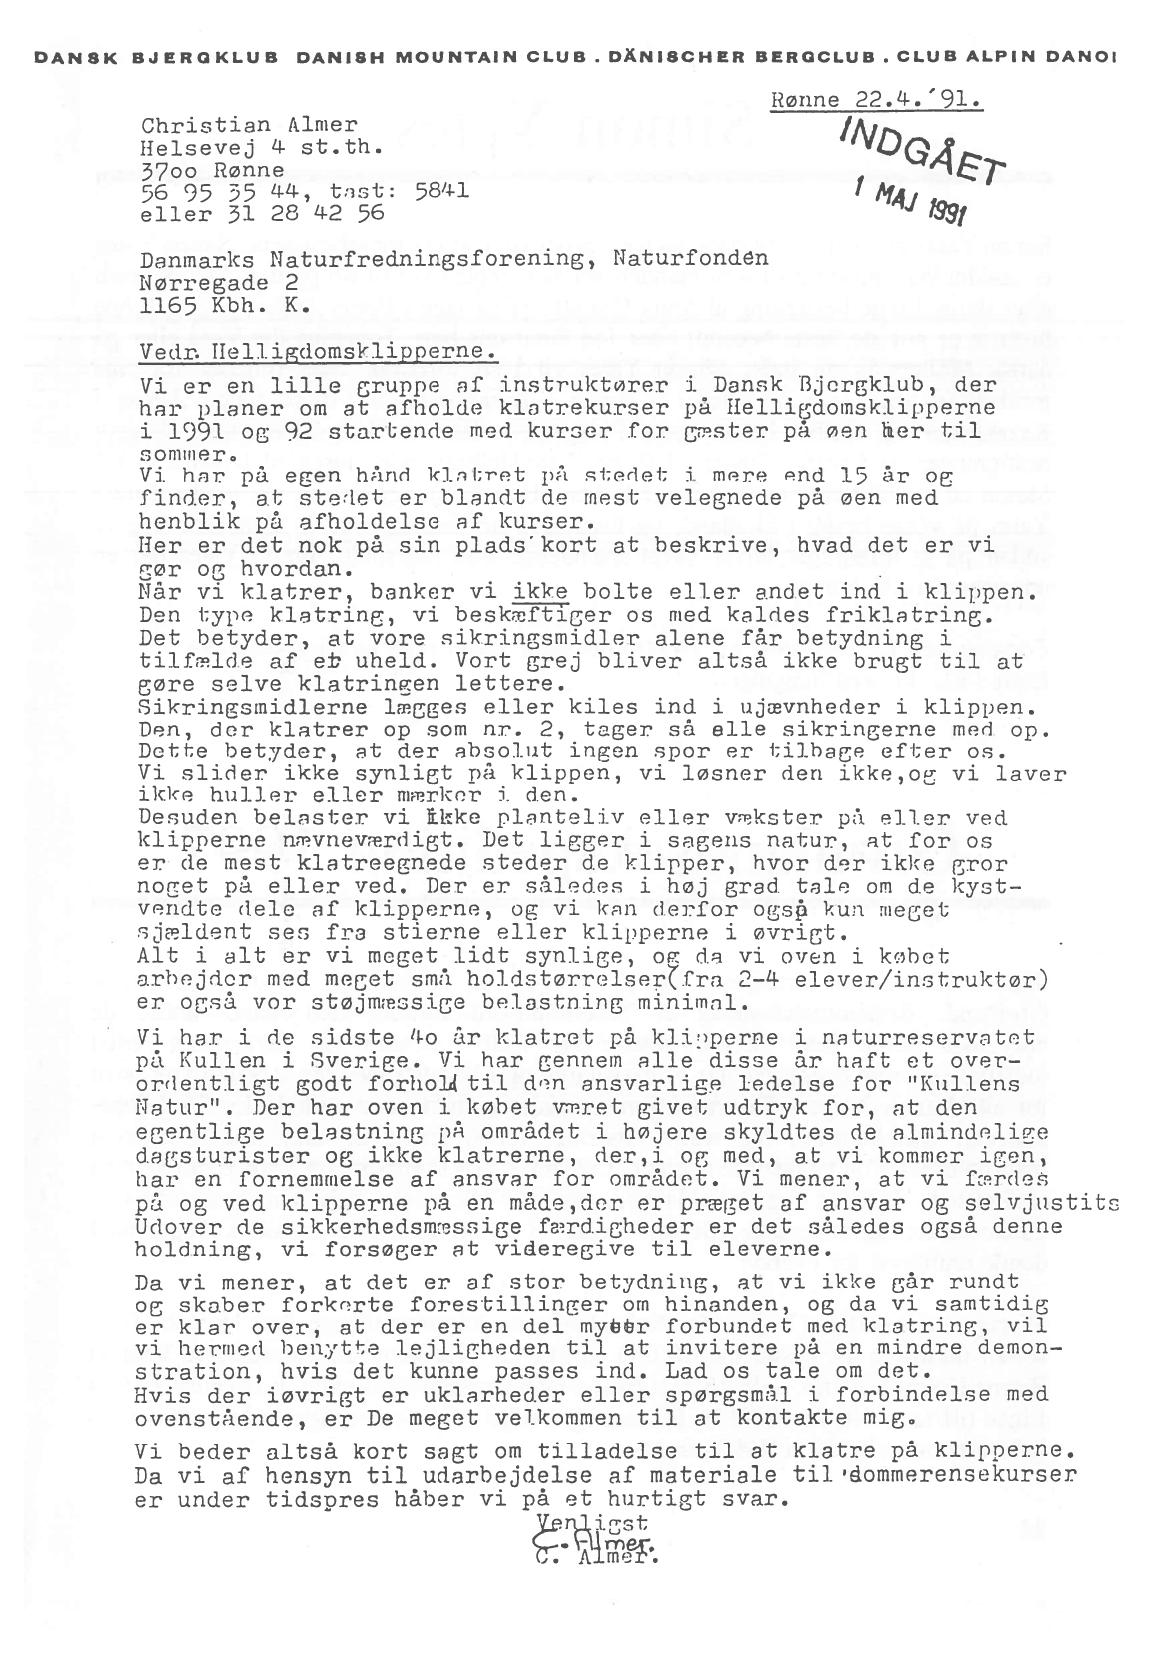 DANSK BJERGKLUB DANISH MOUNTAIN CLUB . DÄNISCHER BERGCLUB . CLUB ALPIN DANOI
Rønne 22.4.´91.
INDGÅET
1 MAJ 1991
Christian Almer
Helsevej 4 st.th.
37oo Rønne
56 95 35 44, tast: 5841
eller 31 28 42 56
Danmarks Naturfredningsforening, Naturfonden
Nørregade 2
1165 Kbh. K.
Vedr. Helligdomsklipperne.
Vi er en lille gruppe af instruktører i Dansk Bjergklub, der
har planer om at afholde klatrekurser på Helligdomsklipperne
i 1991 og 92 startende med kurser for gæster på øen her til
sommer.
Vi har på egen hånd klatret på stedet i mere end 15 år og
finder, at stedet er blandt de mest velegnede på øen med
henblik på afholdelse af kurser.
Her er det nok på sin plads kort at beskrive, hvad det er vi
gør og hvordan.
Når vi klatrer, banker vi ikke bolte eller andet ind i klippen.
Den type klatring, vi beskæftiger os med kaldes friklatring.
Det betyder, at vore sikringsmidler alene får betydning i
tilfælde af et uheld. Vort grej bliver altså ikke brugt til at
gøre selve klatringen lettere.
Sikringsmidlerne lægges eller kiles ind i ujævnheder i klippen.
Den, der klatrer op som nr. 2, tager så alle sikringerne med op.
Dette betyder, at der absolut ingen spor er tilbage efter os.
Vi slider ikke synligt på klippen, vi løsner den ikke,og vi laver
ikke huller eller mærker i den.
Desuden belaster vi ikke planteliv eller vækster på eller ved
klipperne nævneværdigt. Det ligger i sagens natur, at for os
er de mest klatreegnede steder de klipper, hvor der ikke gror
noget på eller ved. Der er således i høj grad tale om de kyst-
vendte dele af klipperne, og vi kan derfor også kun meget
sjældent ses fra stierne eller klipperne i øvrigt.
Alt i alt er vi meget lidt synlige, og da vi oven i købet
arbejder med meget små holdstørrelser(fra 2-4 elever/instruktør)
er også vor støjmæssige belastning minimal.
Vi har i de sidste 4o år klatret på klipperne i naturreservatet
på Kullen i Sverige. Vi har gennem alle disse år haft et over-
ordentligt godt forhold til den ansvarlige ledelse for "Kullens
Natur". Der har oven i købet været givet udtryk for, at den
egentlige belastning på området i højere skyldtes de almindelige
dagsturister og ikke klatrerne, der,i og med, at vi kommer igen,
har en fornemmelse af ansvar for området. Vi mener, at vi færdes
på og ved klipperne på en måde,der er præget af ansvar og selvjustits
Udover de sikkerhedsmæssige færdigheder er det således også denne
holdning, vi forsøger at videregive til eleverne.
Da vi mener, at det er af stor betydning, at vi ikke går rundt
og skaber forkerte forestillinger om hinanden, og da vi samtidig
er klar over, at der er en del myter forbundet med klatring, vil
vi hermed benytte lejligheden til at invitere på en mindre demon-
stration, hvis det kunne passes ind. Lad os tale om det.
Hvis der iøvrigt er uklarheder eller spørgsmål i forbindelse med
ovenstående, er De meget velkommen til at kontakte mig.
Vi beder altså kort sagt om tilladelse til at klatre på klipperne.
Da vi af hensyn til udarbejdelse af materiale til
er under tidspres håber vi på et hurtigt svar.
Venligst
C. Almer.
C. Almer.